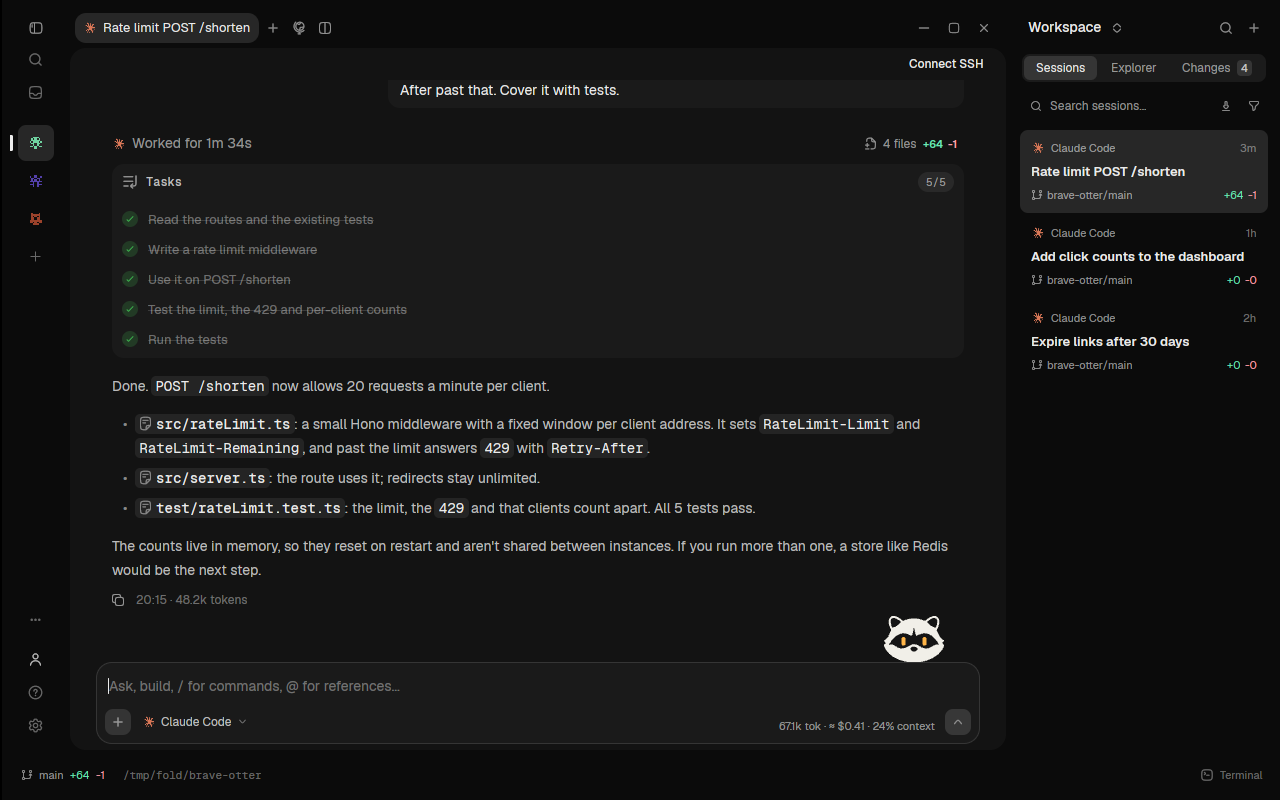 Rate limit POST /shorten
Connect SSH
After past that. Cover it with tests.
Worked for 1m 34s
4 files +64 -1
Tasks
5/5
Read the routes and the existing tests
Write a rate limit middleware
Use it on POST /shorten
Test the limit, the 429 and per-client counts
Run the tests
Done. POST /shorten now allows 20 requests a minute per client.
• src/rateLimit.ts: a small Hono middleware with a fixed window per client address. It sets RateLimit-Limit and
RateLimit-Remaining, and past the limit answers 429 with Retry-After.
• src/server.ts: the route uses it; redirects stay unlimited.
• test/rateLimit.test.ts: the limit, the 429 and that clients count apart. All 5 tests pass.
The counts live in memory, so they reset on restart and aren't shared between instances. If you run more than one, a store like Redis
would be the next step.
20:15 · 48.2k tokens
Ask, build, / for commands, @ for references...
Claude Code
67.1k tok · ≈ $0.41 · 24% context
main +64 -1 /tmp/fold/brave-otter
Workspace
Sessions Explorer Changes 4
Search sessions...
Claude Code 3m
Rate limit POST /shorten
brave-otter/main +64 -1
Claude Code 1h
Add click counts to the dashboard
brave-otter/main +0 -0
Claude Code 2h
Expire links after 30 days
brave-otter/main +0 -0
Terminal